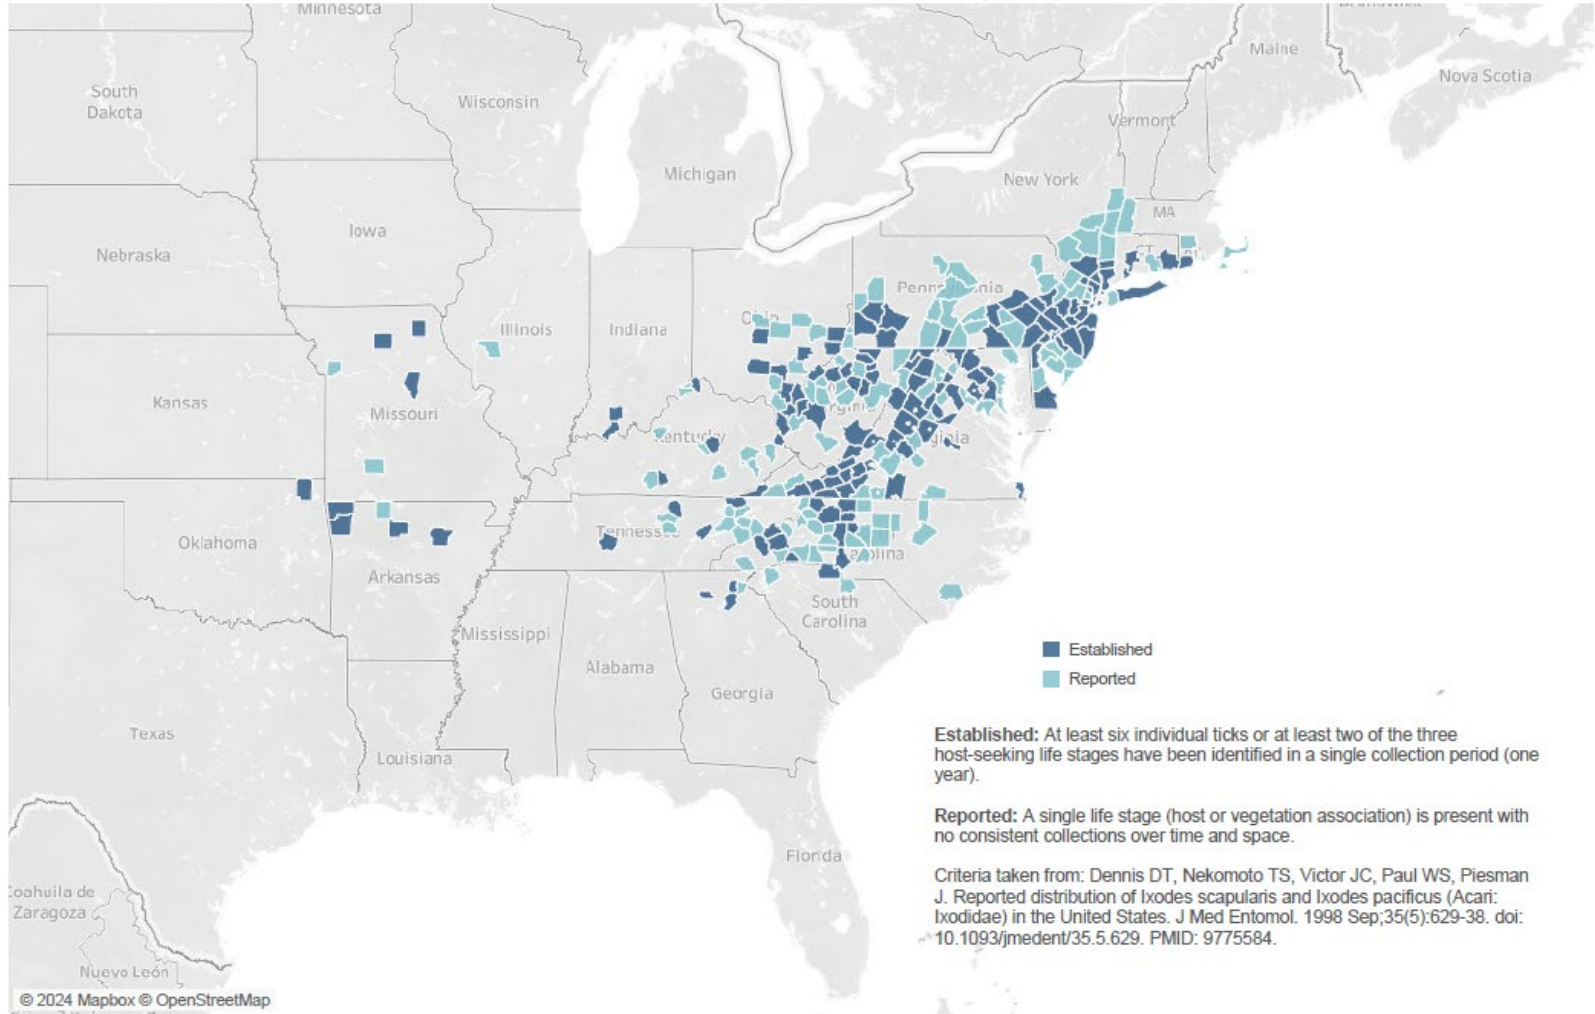 Minnesota
Maine
South
Dakota
Wisconsin
Nova Scotia
Vermont
Michigan
New York
MA
Iowa
Nebraska
Illinois
Indiana
Kansas
Missouri
Oklahoma
Arkansas
South
Carolina
Mississippi
Alabama
Georgia
Texas
Louisiana
Florida
Coahuila de
Zaragoza
Nuevo León
Established
Reported
Established: At least six individual ticks or at least two of the three
host-seeking life stages have been identified in a single collection period (one
year).
Reported: A single life stage (host or vegetation association) is present with
no consistent collections over time and space.
Criteria taken from: Dennis DT, Nekomoto TS, Victor JC, Paul WS, Piesman
J. Reported distribution of Ixodes scapularis and Ixodes pacificus (Acari:
Ixodidae) in the United States. J Med Entomol. 1998 Sep;35(5):629-38. doi:
10.1093/jmedent/35.5.629. PMID: 9775584.
© 2024 Mapbox © OpenStreetMap